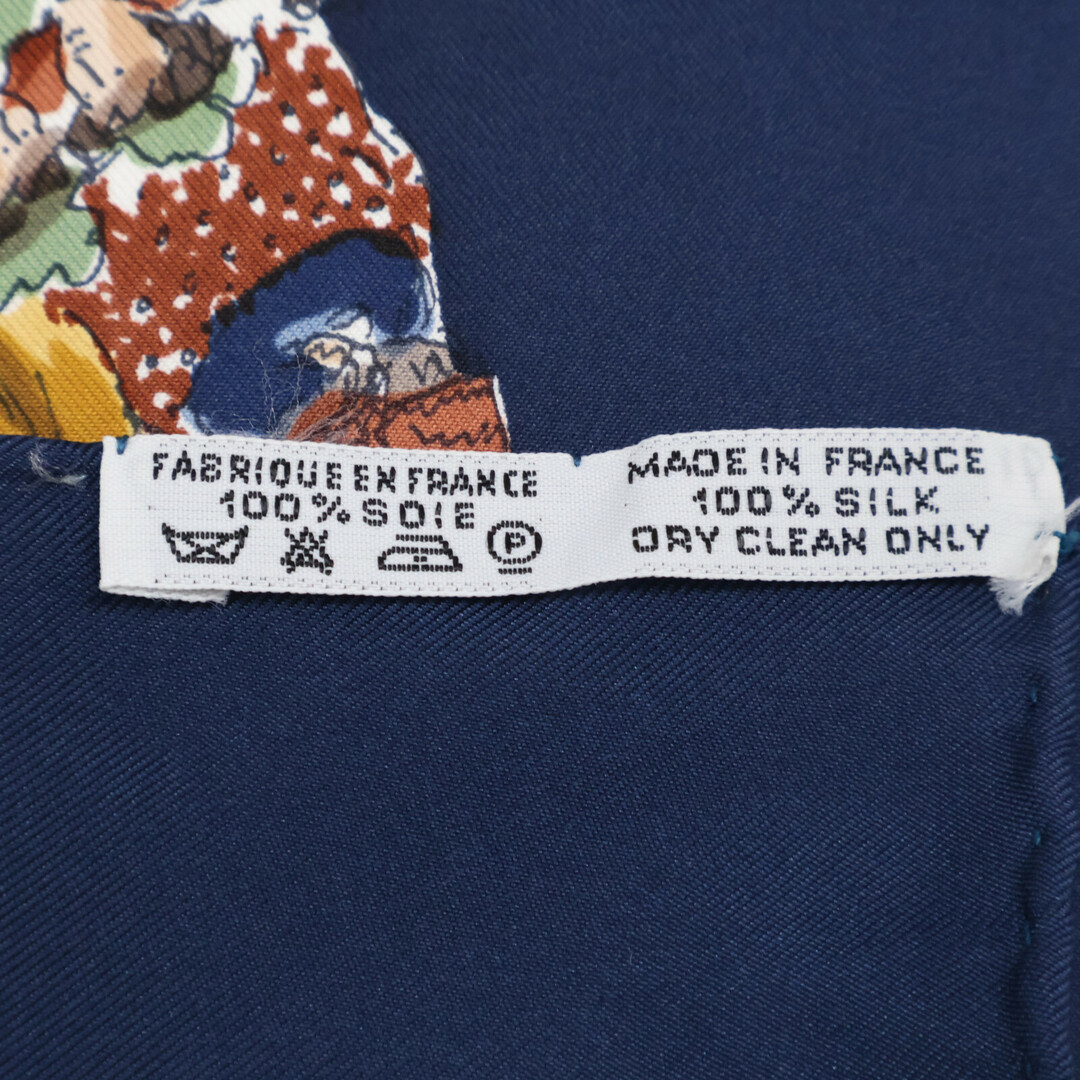 FABRIQUE EN FRANCE
100% SOIE
P
MADE IN FRANCE
100% SILK
DRY CLEAN ONLY